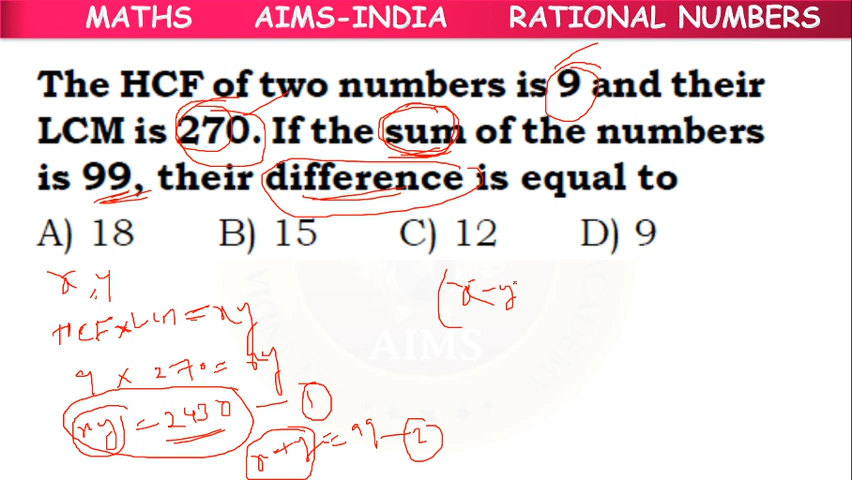 MATHS AIMS-INDIA RATIONAL NUMBERS
The HCF of two numbers is 9 and their
LCM is 270. If the sum of the numbers
is 99, their difference is equal to
A) 18 B) 15 C) 12 D) 9
x, y
(x-y
HCF x LCM = xy
9 x 270 = xy
xy = 2430 — 1
x+y = 99 — 2
AIMS